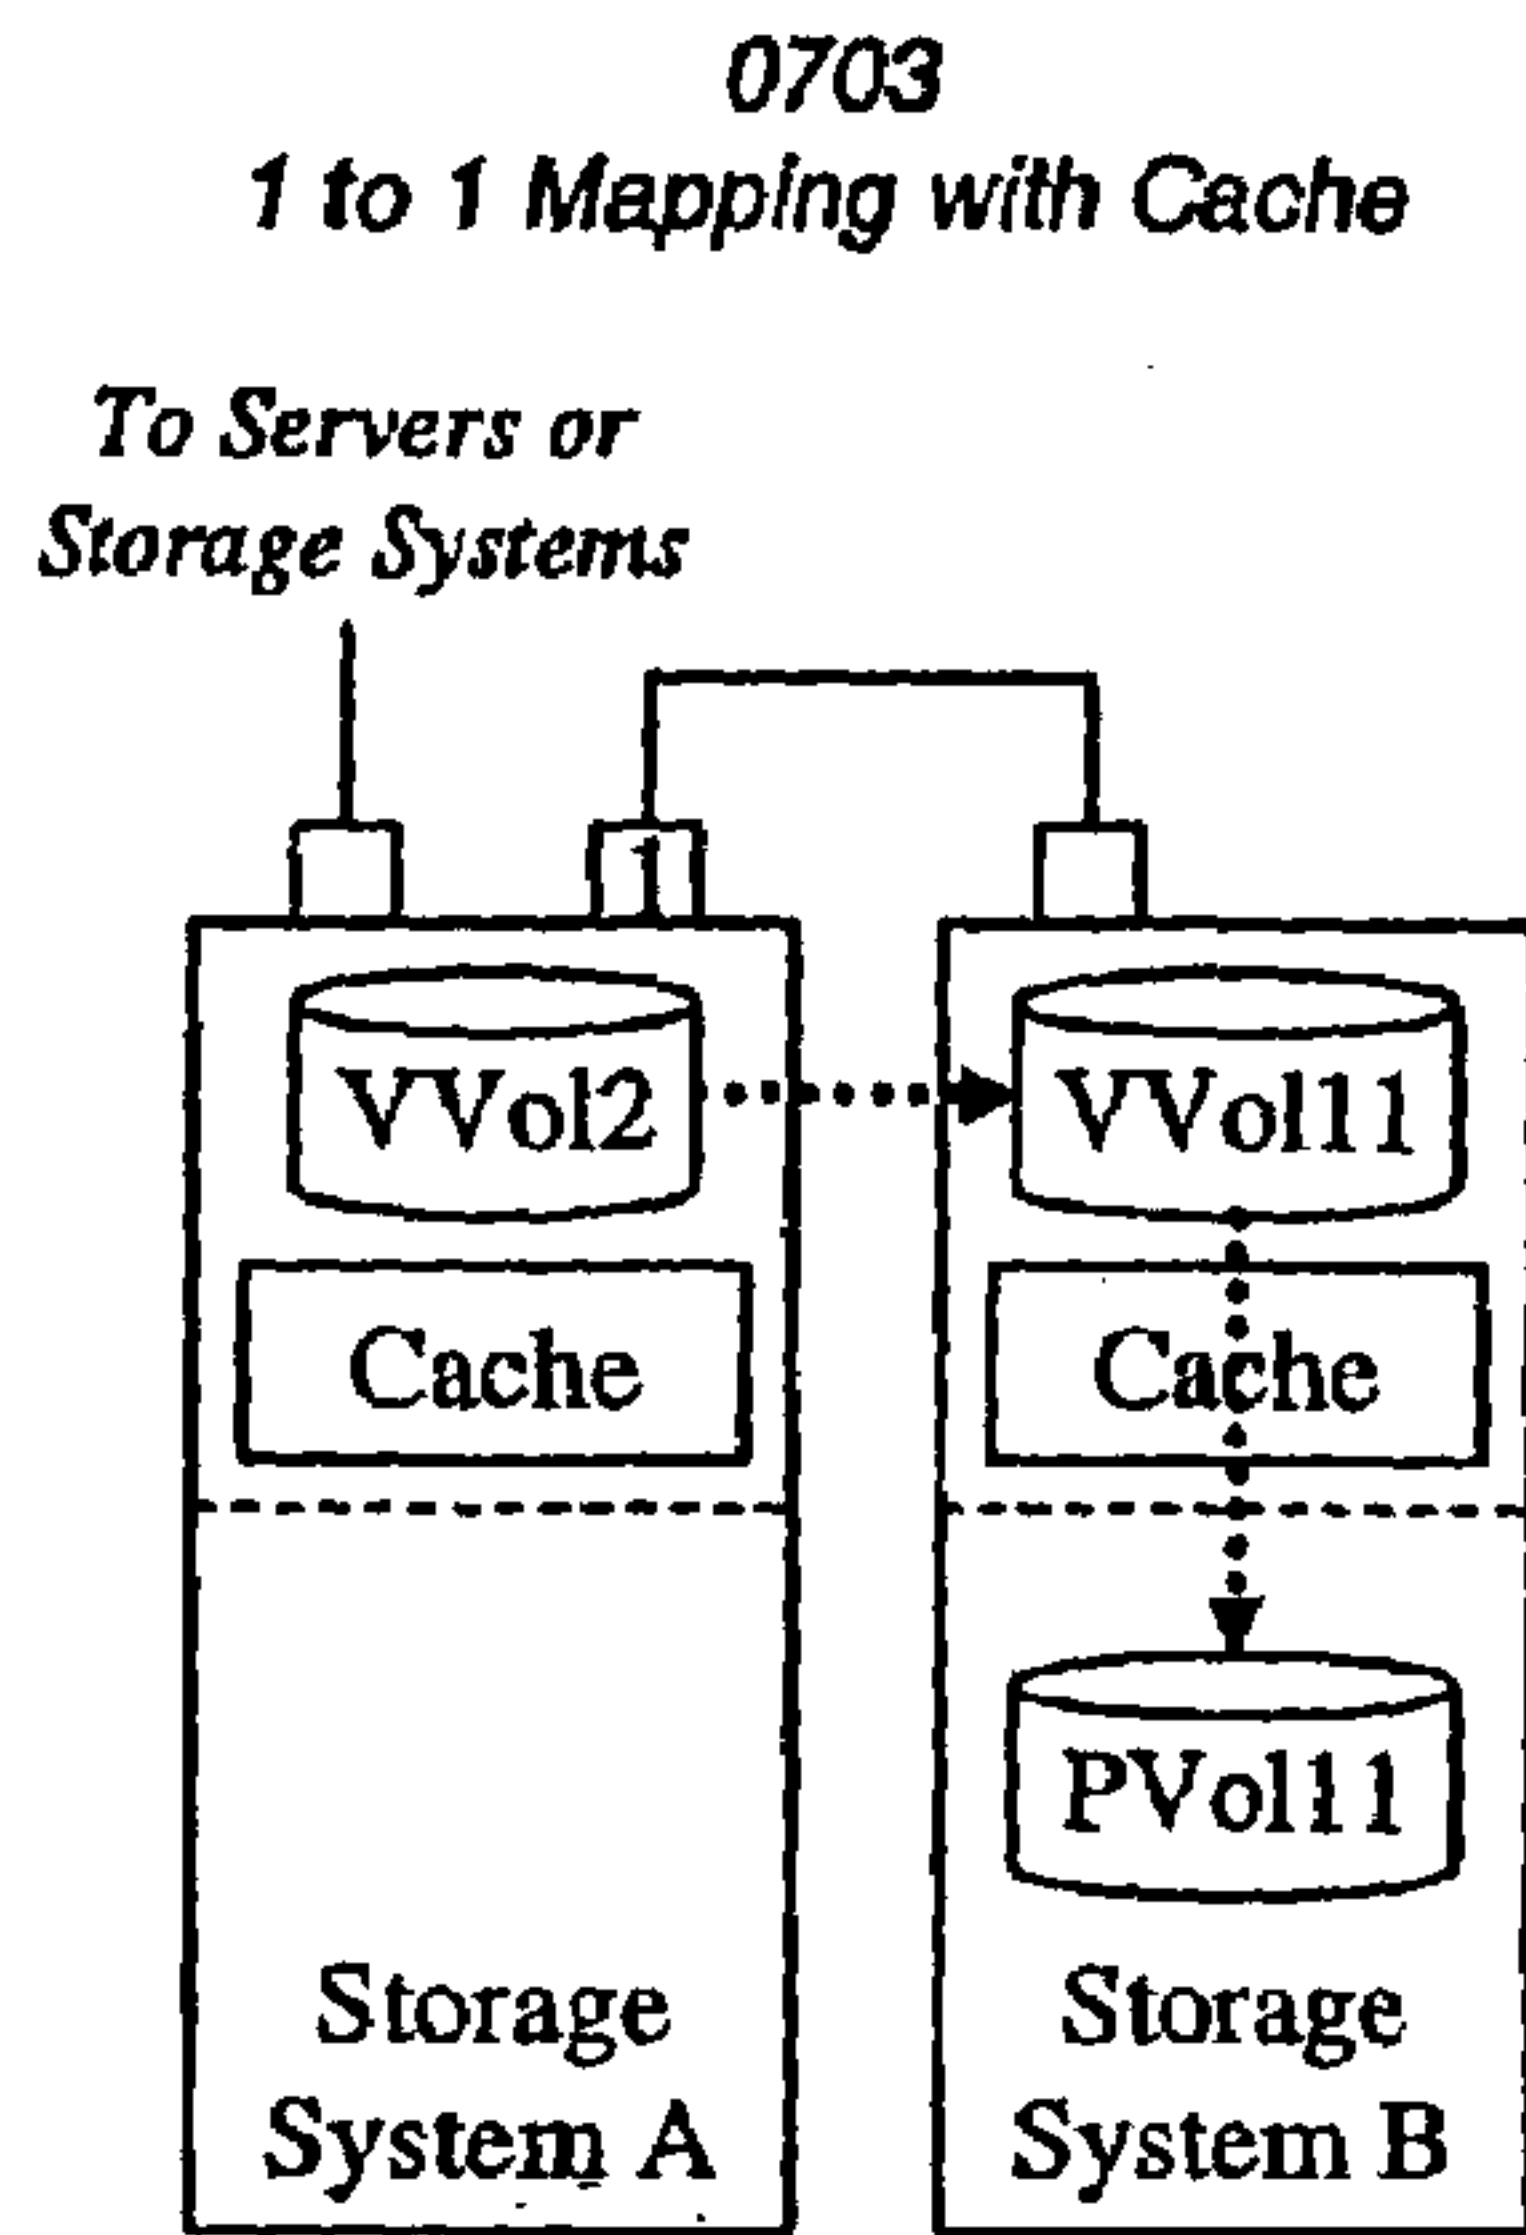 0703
1 to 1 Mapping with Cache
To Servers or
Storage Systems
1
VVol2
VVol11
Cache
Cache
PVol11
Storage
System A
Storage
System B